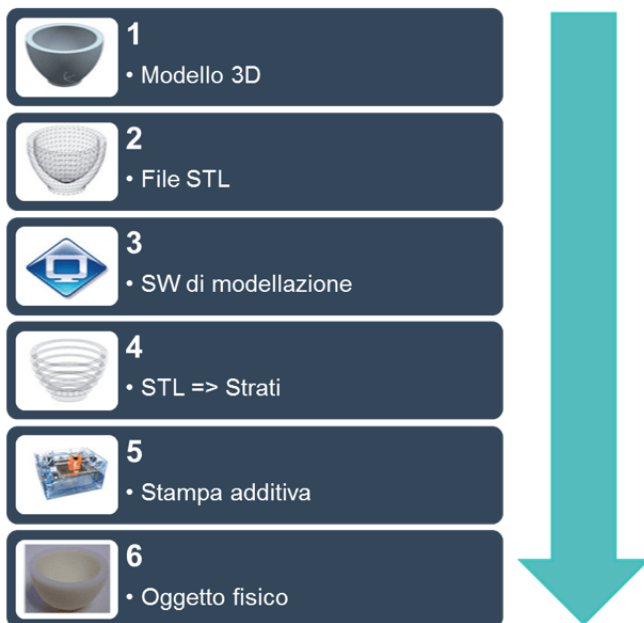 1
• Modello 3D
2
• File STL
3
• SW di modellazione
4
• STL => Strati
5
• Stampa additiva
6
• Oggetto fisico